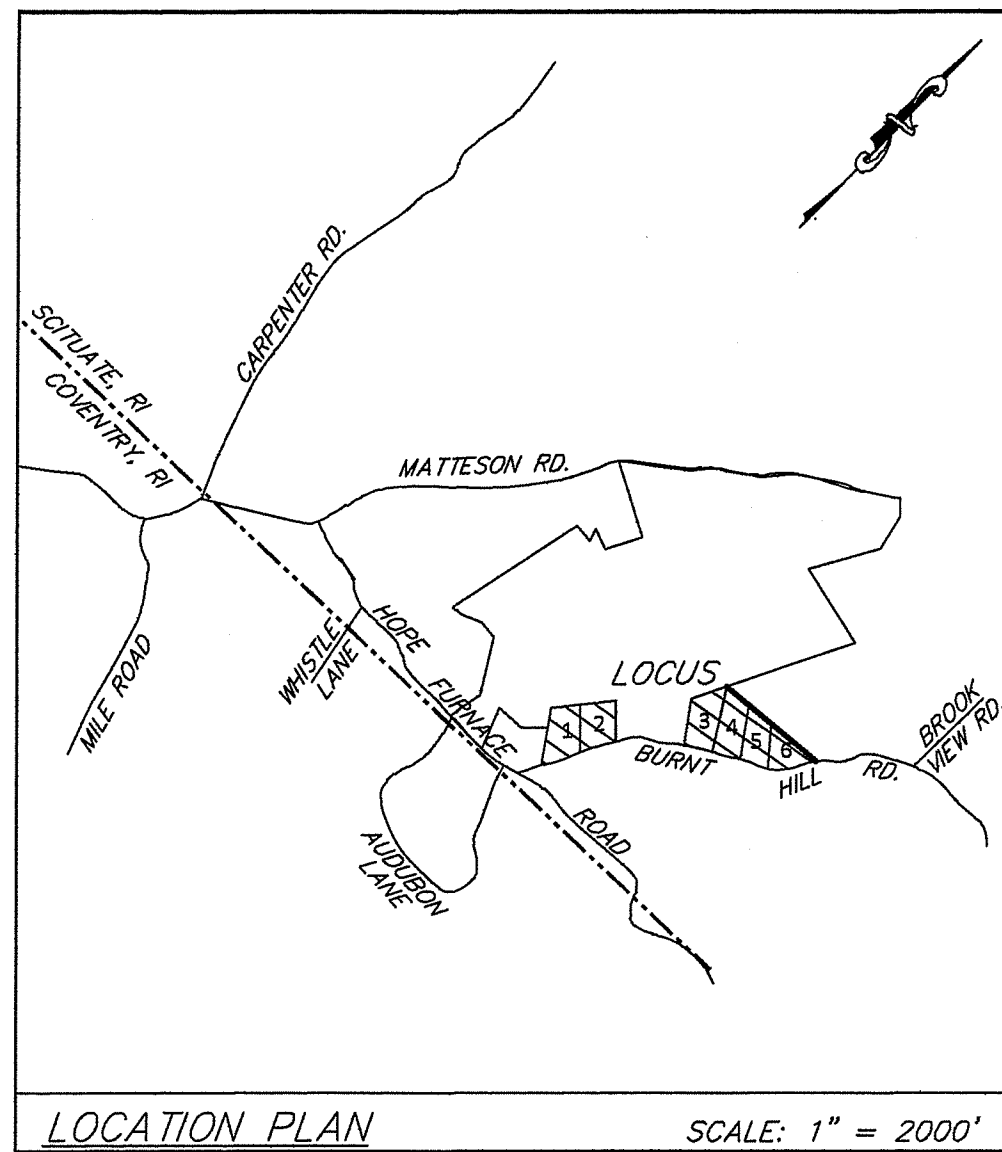 CARPENTER RD.
SCITUATE, RI
COVENTRY, RI
MATTESON RD.
MILE ROAD
WHISTLE
LANE
HOPE
FURNACE
ROAD
LOCUS
1
2
3
4
5
6
BURNT
HILL
RD.
BROOK
VIEW RD.
AUDUBON
LANE
LOCATION PLAN
SCALE: 1" = 2000'